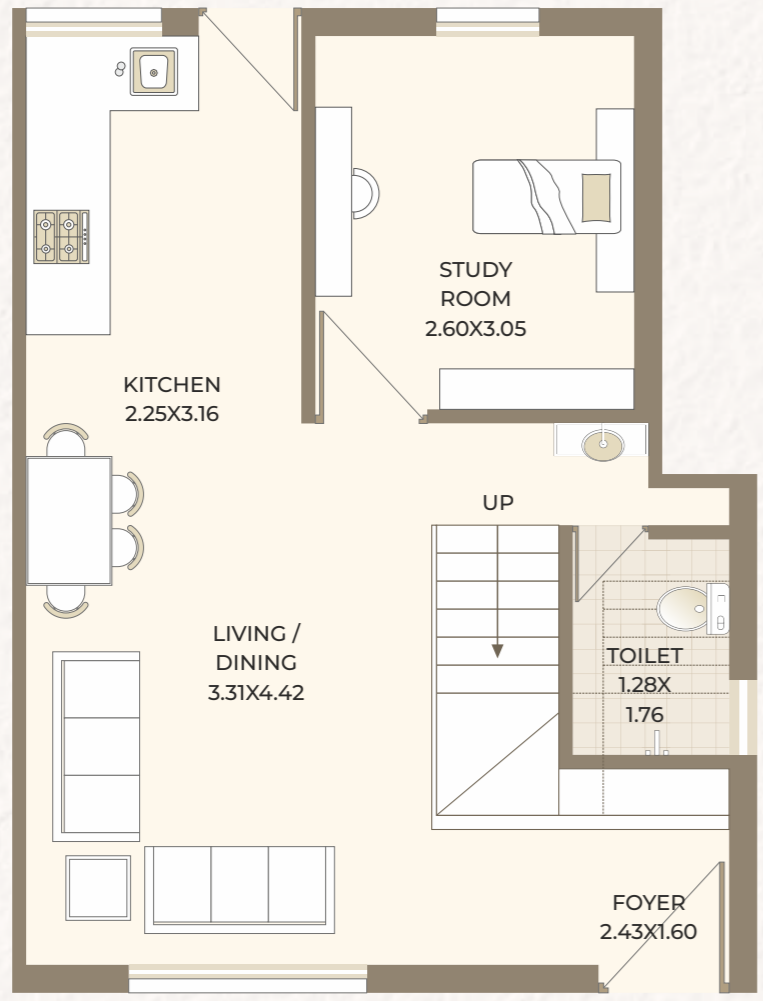 STUDY
ROOM
2.60X3.05
KITCHEN
2.25X3.16
UP
LIVING /
DINING
3.31X4.42
TOILET
1.28X
1.76
FOYER
2.43X1.60